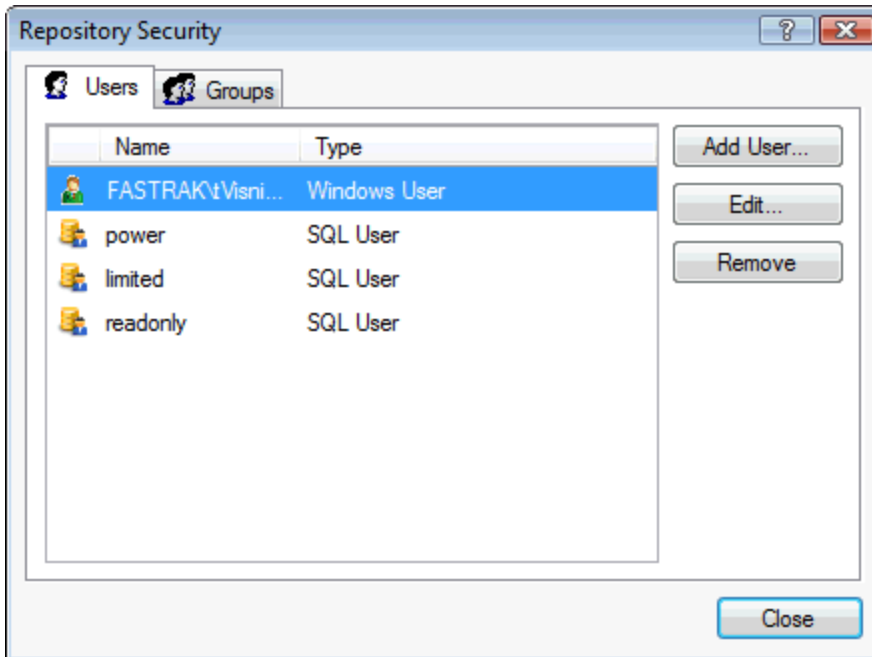 Repository Security
Users Groups
Name Type Add User...
FASTRAK\tVisni... Windows User
Edit...
power SQL User
Remove
limited SQL User
readonly SQL User
Close